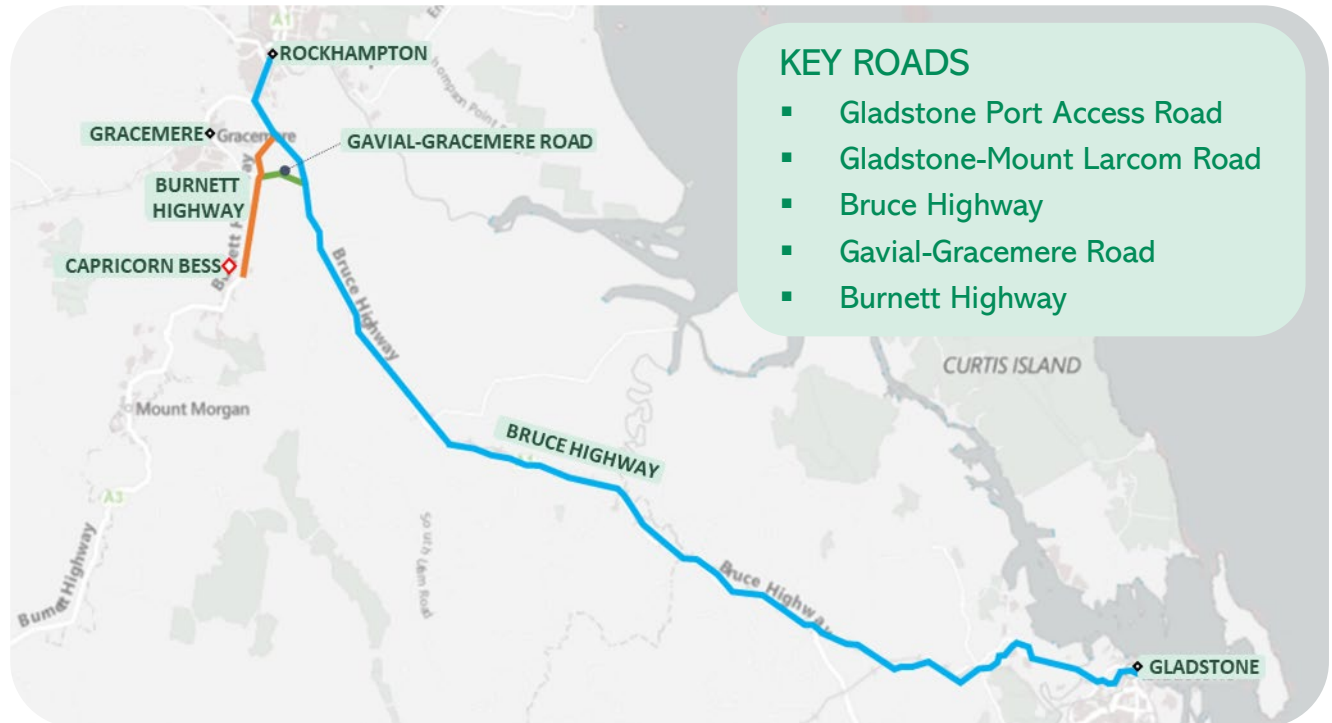 A1
ROCKHAMPTON
KEY ROADS
▪ Gladstone Port Access Road
▪ Gladstone-Mount Larcom Road
▪ Bruce Highway
▪ Gavial-Gracemere Road
▪ Burnett Highway
GRACEMERE
Gracemere
GAVIAL-GRACEMERE ROAD
BURNETT
HIGHWAY
CAPRICORN BESS
Bruce Highway
CURTIS ISLAND
Mount Morgan
BRUCE HIGHWAY
A3
Burnett Highway
Bruce Highway
GLADSTONE